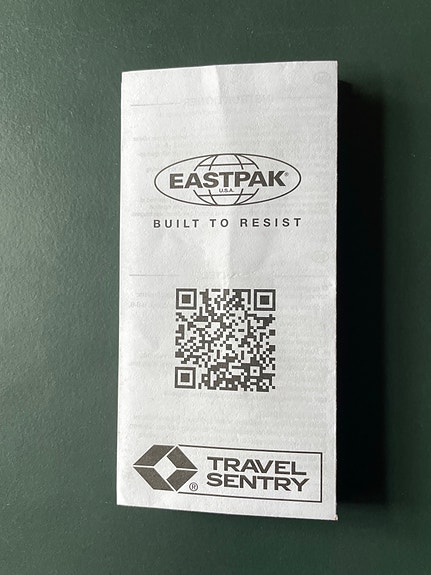 EASTPAK®
U.S.A.
BUILT TO RESIST
®
TRAVEL
SENTRY